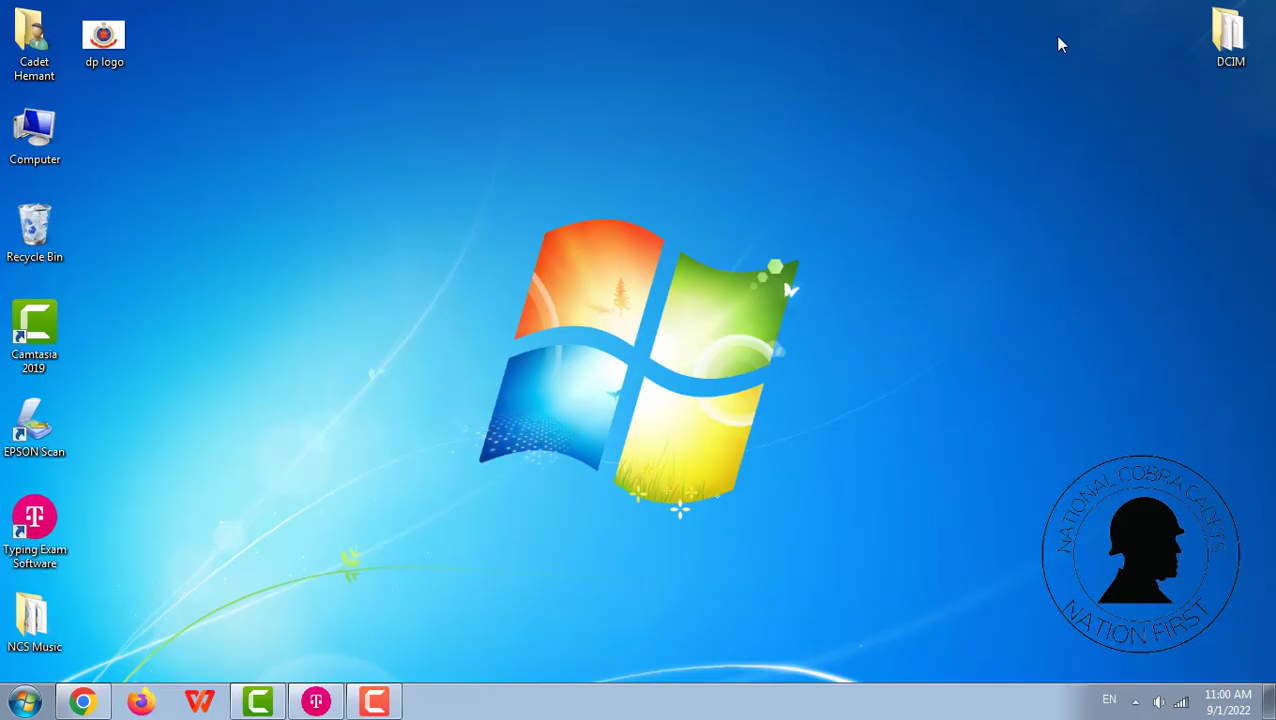 Cadet
Hemant
dp logo
DCIM
Computer
Recycle Bin
Camtasia
2019
EPSON Scan
Typing Exam
Software
NCS Music
NATIONAL COBRA CADETS
NATION FIRST
EN
11:00 AM
9/1/2022